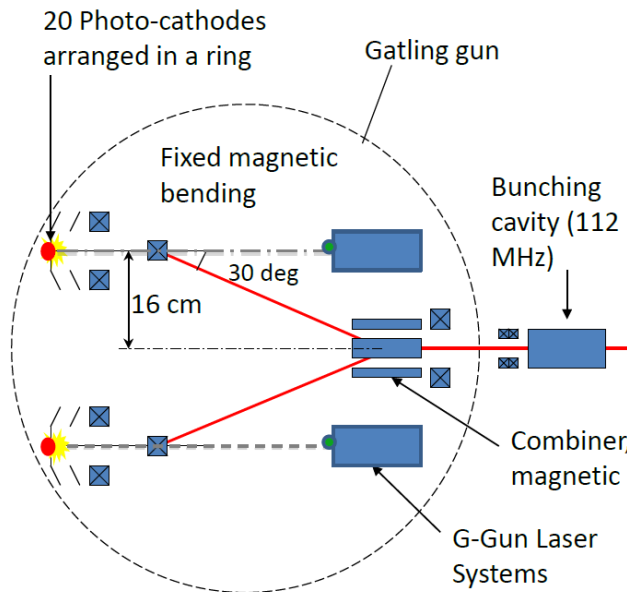 20 Photo-cathodes
arranged in a ring
Gatling gun
Fixed magnetic
bending
Bunching
cavity (112
MHz)
30 deg
16 cm
Combiner,
magnetic
G-Gun Laser
Systems